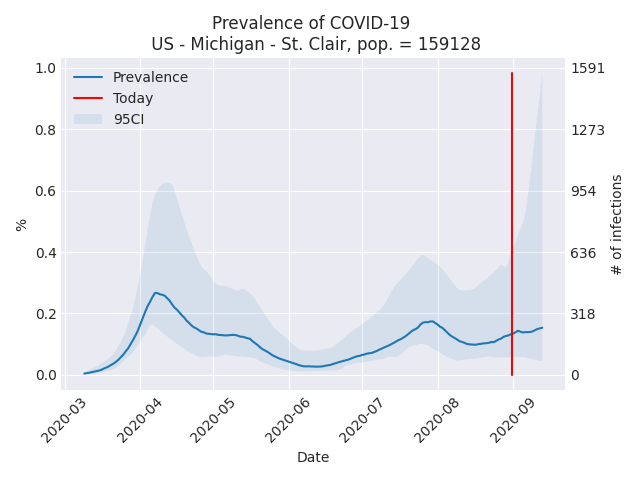 Prevalence of COVID-19
US - Michigan - St. Clair, pop. = 159128
Prevalence
Today
95CI
1.0
0.8
0.6
0.4
0.2
0.0
%
1591
1273
954
636
318
0
# of infections
2020-03
2020-04
2020-05
2020-06
2020-07
2020-08
2020-09
Date